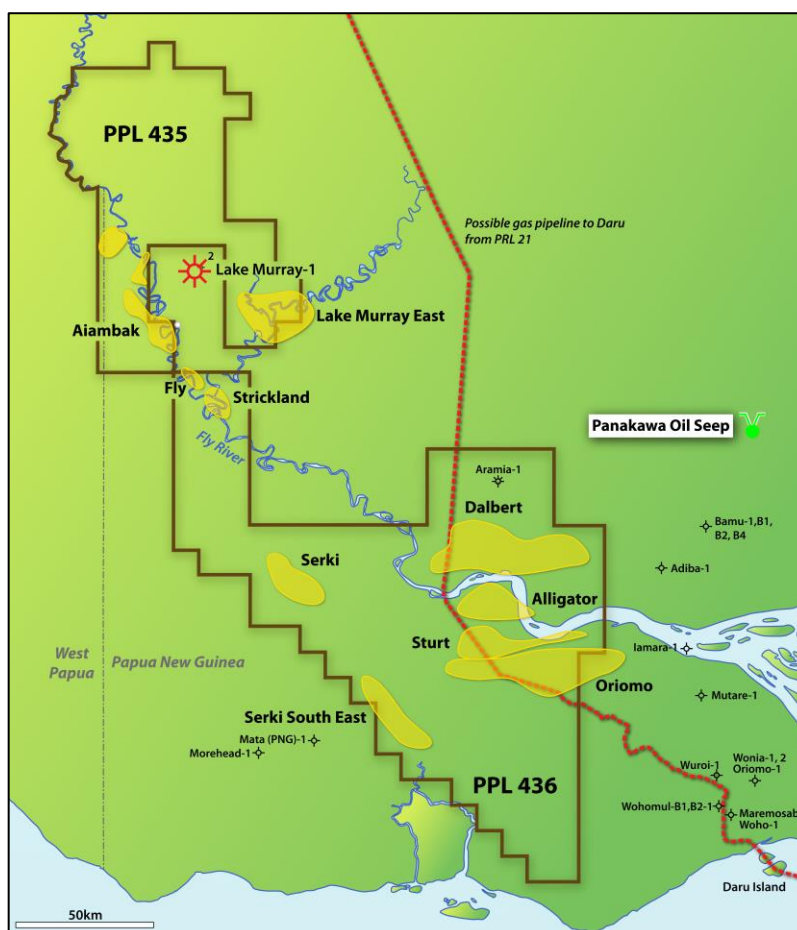 PPL 435
Possible gas pipeline to Daru
from PRL 21
2
Lake Murray-1
Lake Murray East
Aiambak
Fly
Strickland
Fly River
Panakawa Oil Seep
Aramia-1
Dalbert
Bamu-1,B1,
B2, B4
Adiba-1
Serki
Alligator
Sturt
Iamara-1
West
Papua
Papua New Guinea
Oriomo
Mutare-1
Serki South East
Mata (PNG)-1
Morehead-1
PPL 436
Wuroi-1
Wonia-1, 2
Oriomo-1
Wohomul-B1,B2-1
Maremosab
Woho-1
Daru Island
50km